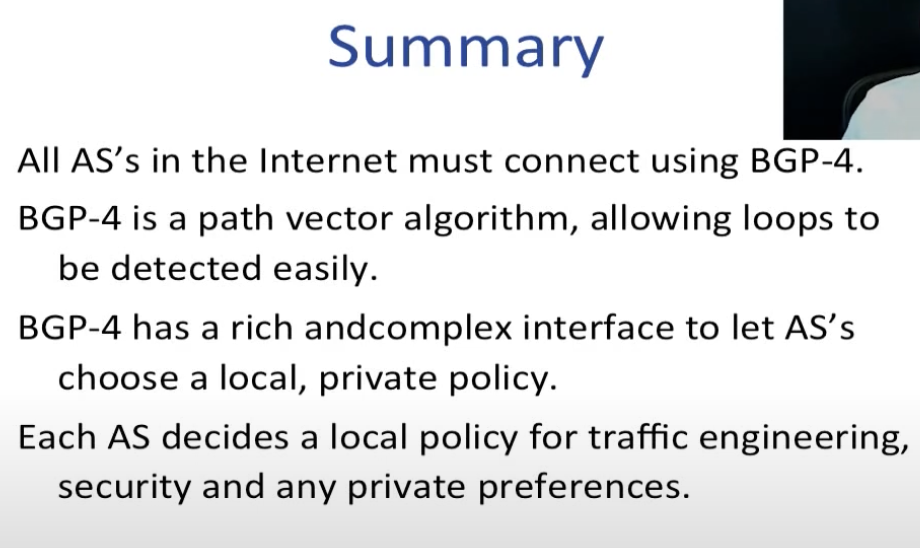 Summary
All AS’s in the Internet must connect using BGP-4.
BGP-4 is a path vector algorithm, allowing loops to
be detected easily.
BGP-4 has a rich andcomplex interface to let AS’s
choose a local, private policy.
Each AS decides a local policy for traffic engineering,
security and any private preferences.